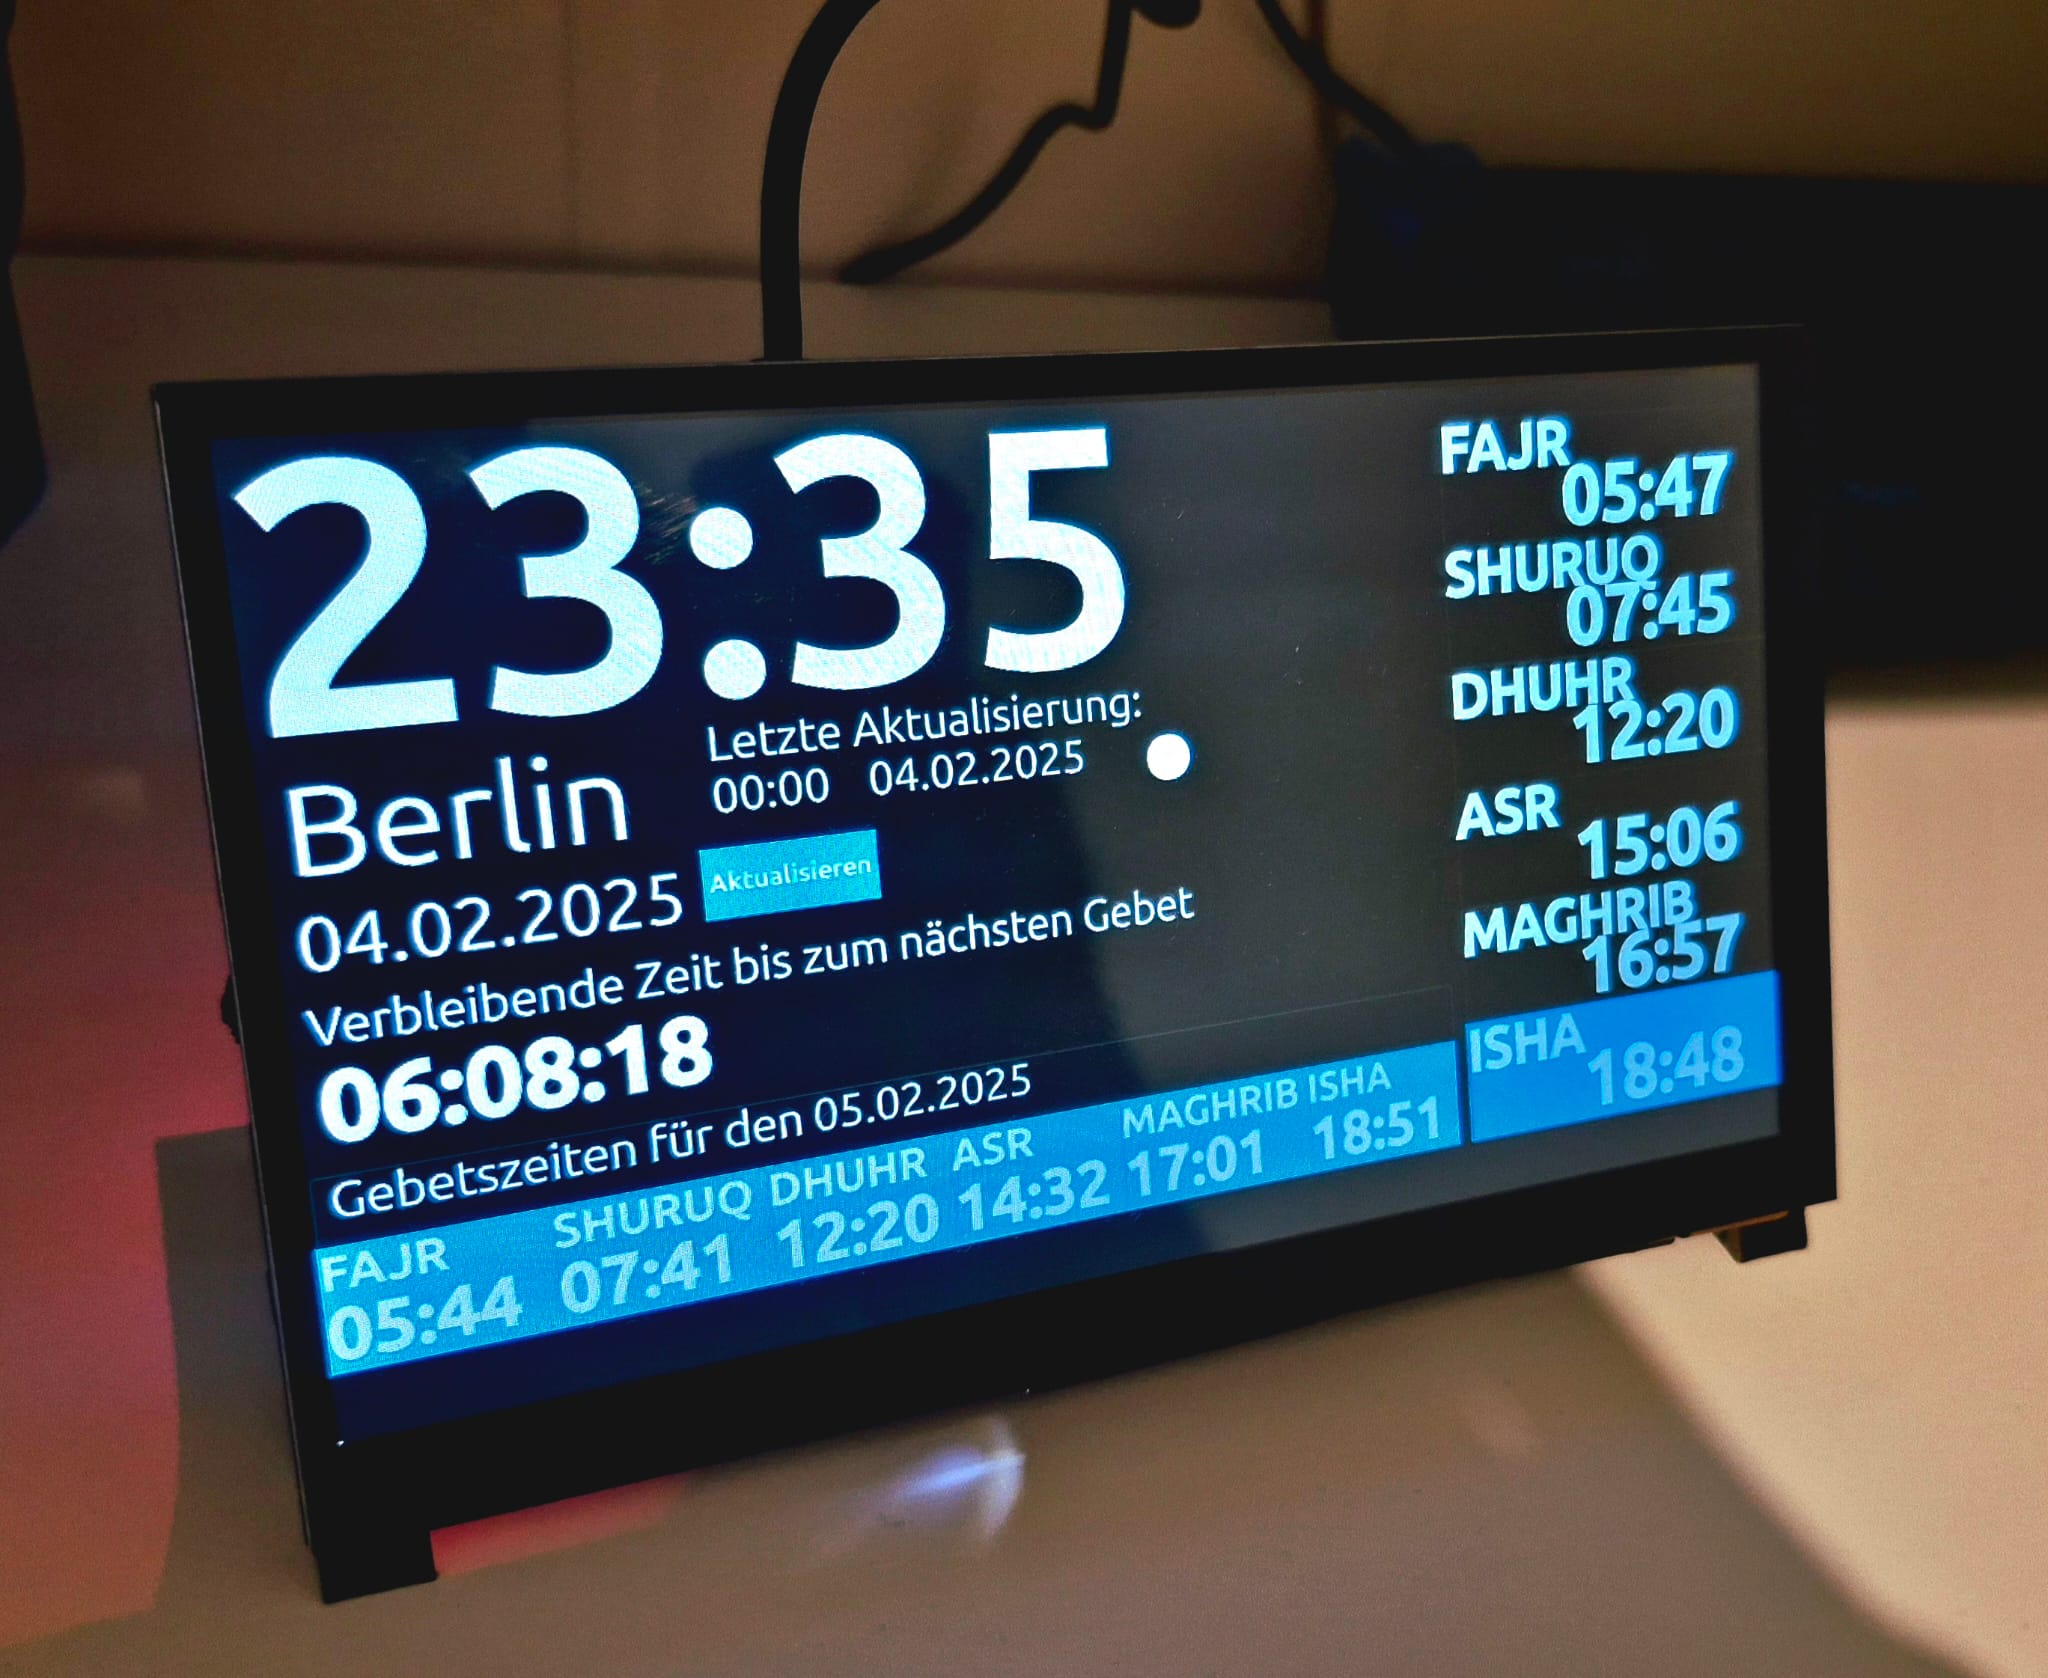 23:35
Letzte Aktualisierung:
00:00 04.02.2025
Berlin
04.02.2025
Aktualisieren
Verbleibende Zeit bis zum nächsten Gebet
06:08:18
Gebetszeiten für den 05.02.2025
FAJR SHURUQ DHUHR ASR MAGHRIB ISHA
05:44 07:41 12:20 14:32 17:01 18:51
FAJR
05:47
SHURUQ
07:45
DHUHR
12:20
ASR
15:06
MAGHRIB
16:57
ISHA
18:48